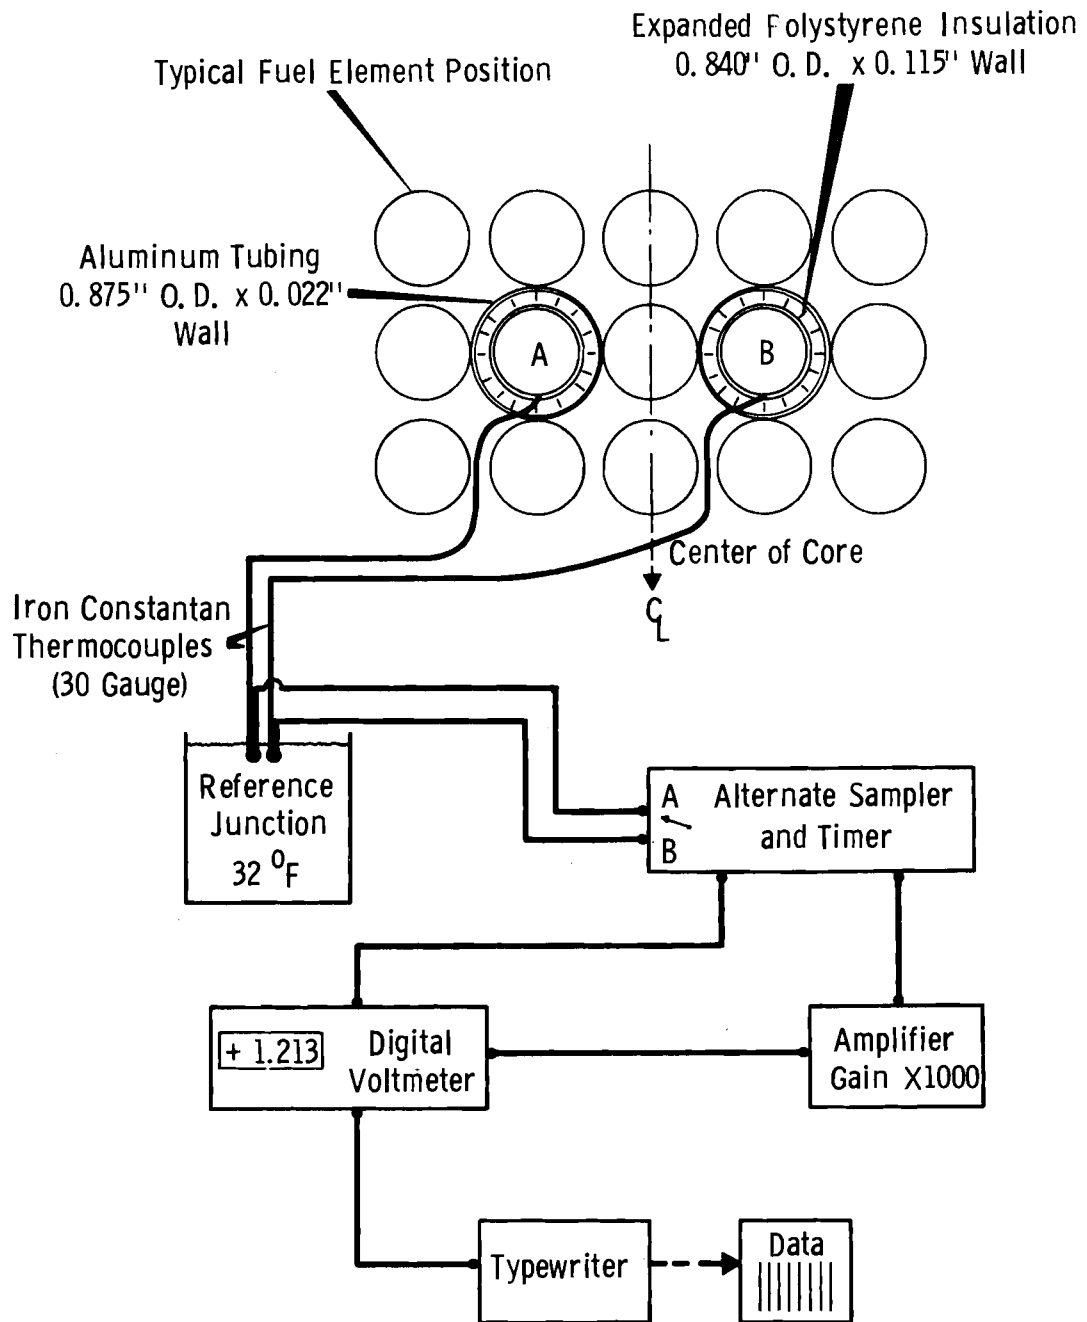 Expanded Polystyrene Insulation
0.840" O. D. x 0.115" Wall
Typical Fuel Element Position
Aluminum Tubing
0.875" O. D. x 0.022"
Wall
A
B
Center of Core
CL
Iron Constantan
Thermocouples
(30 Gauge)
Reference
Junction
32 °F
A
B
Alternate Sampler
and Timer
+ 1.213
Digital
Voltmeter
Amplifier
Gain X1000
Typewriter
Data